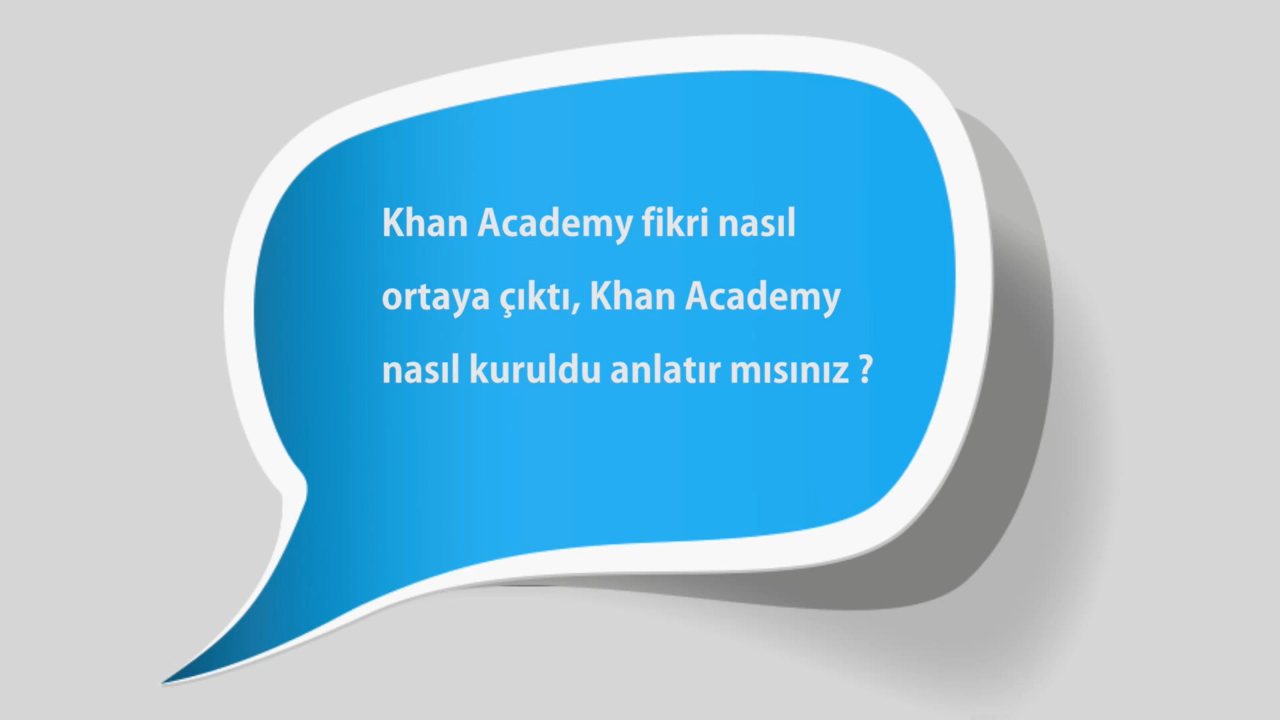 Khan Academy fikri nasıl
ortaya çıktı, Khan Academy
nasıl kuruldu anlatır mısınız ?